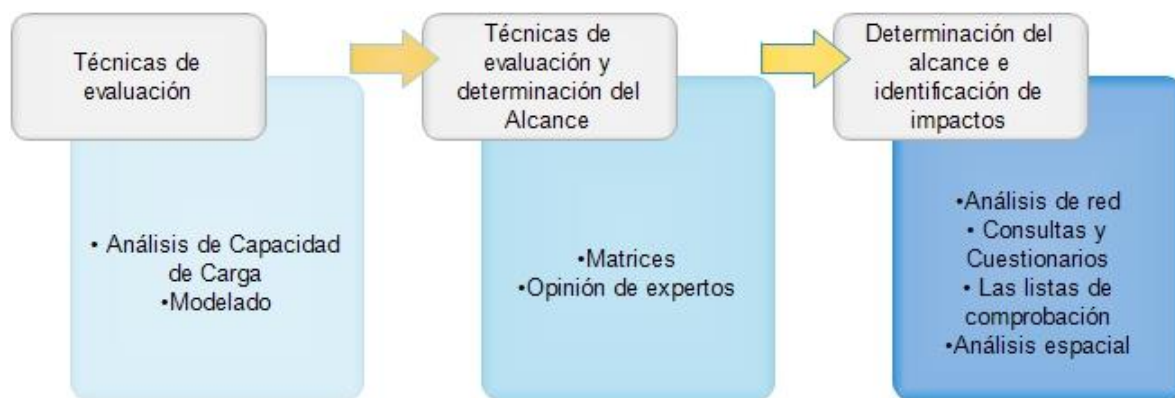 Técnicas de
evaluación
• Análisis de Capacidad
de Carga
•Modelado
Técnicas de
evaluación y
determinación del
Alcance
•Matrices
•Opinión de expertos
Determinación del
alcance e
identificación de
impactos
•Análisis de red
• Consultas y
Cuestionarios
• Las listas de
comprobación
•Análisis espacial